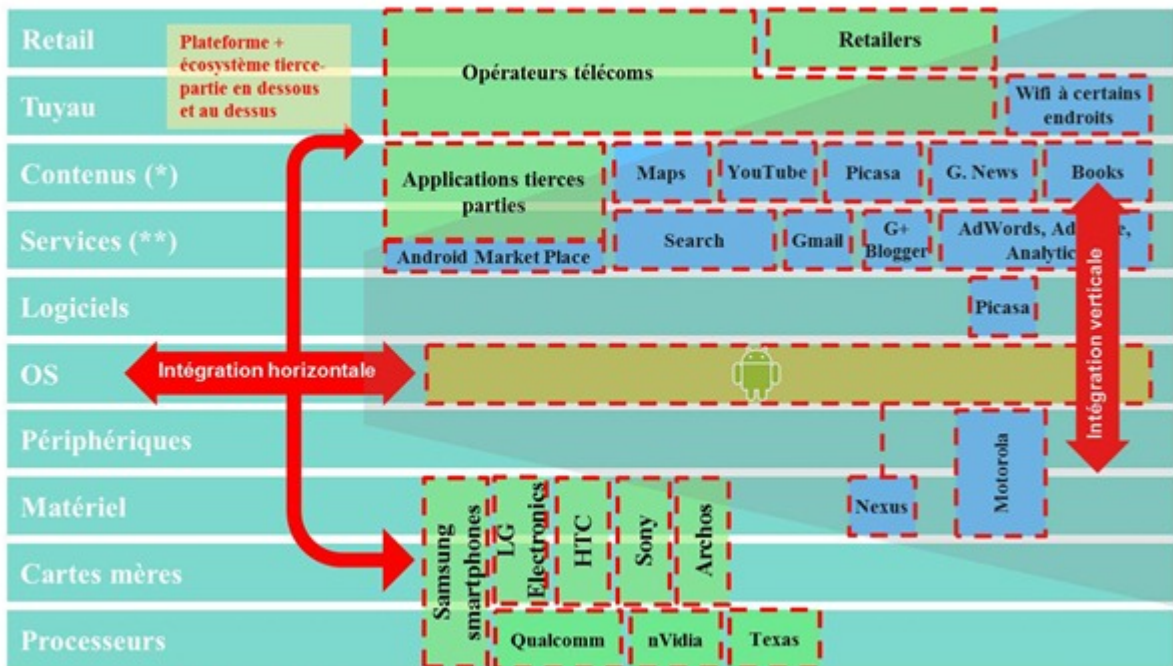 Retail
Plateforme +
écosystème tierce-
partie en dessous
et au dessus
Opérateurs télécoms
Retailers
Tuyau
Wifi à certains
endroits
Contenus (*)
Applications tierces
parties
Maps
YouTube
Picasa
G. News
Books
Services (**)
Android Market Place
Search
Gmail
G+
Blogger
AdWords,
Logiciels
Picasa
OS
Intégration horizontale
Intégration verticale
Périphériques
Motorola
Matériel
Nexus
Samsung
smartphones
LG
Electronics
HTC
Sony
Archos
Cartes mères
Processeurs
Qualcomm
nVidia
Texas